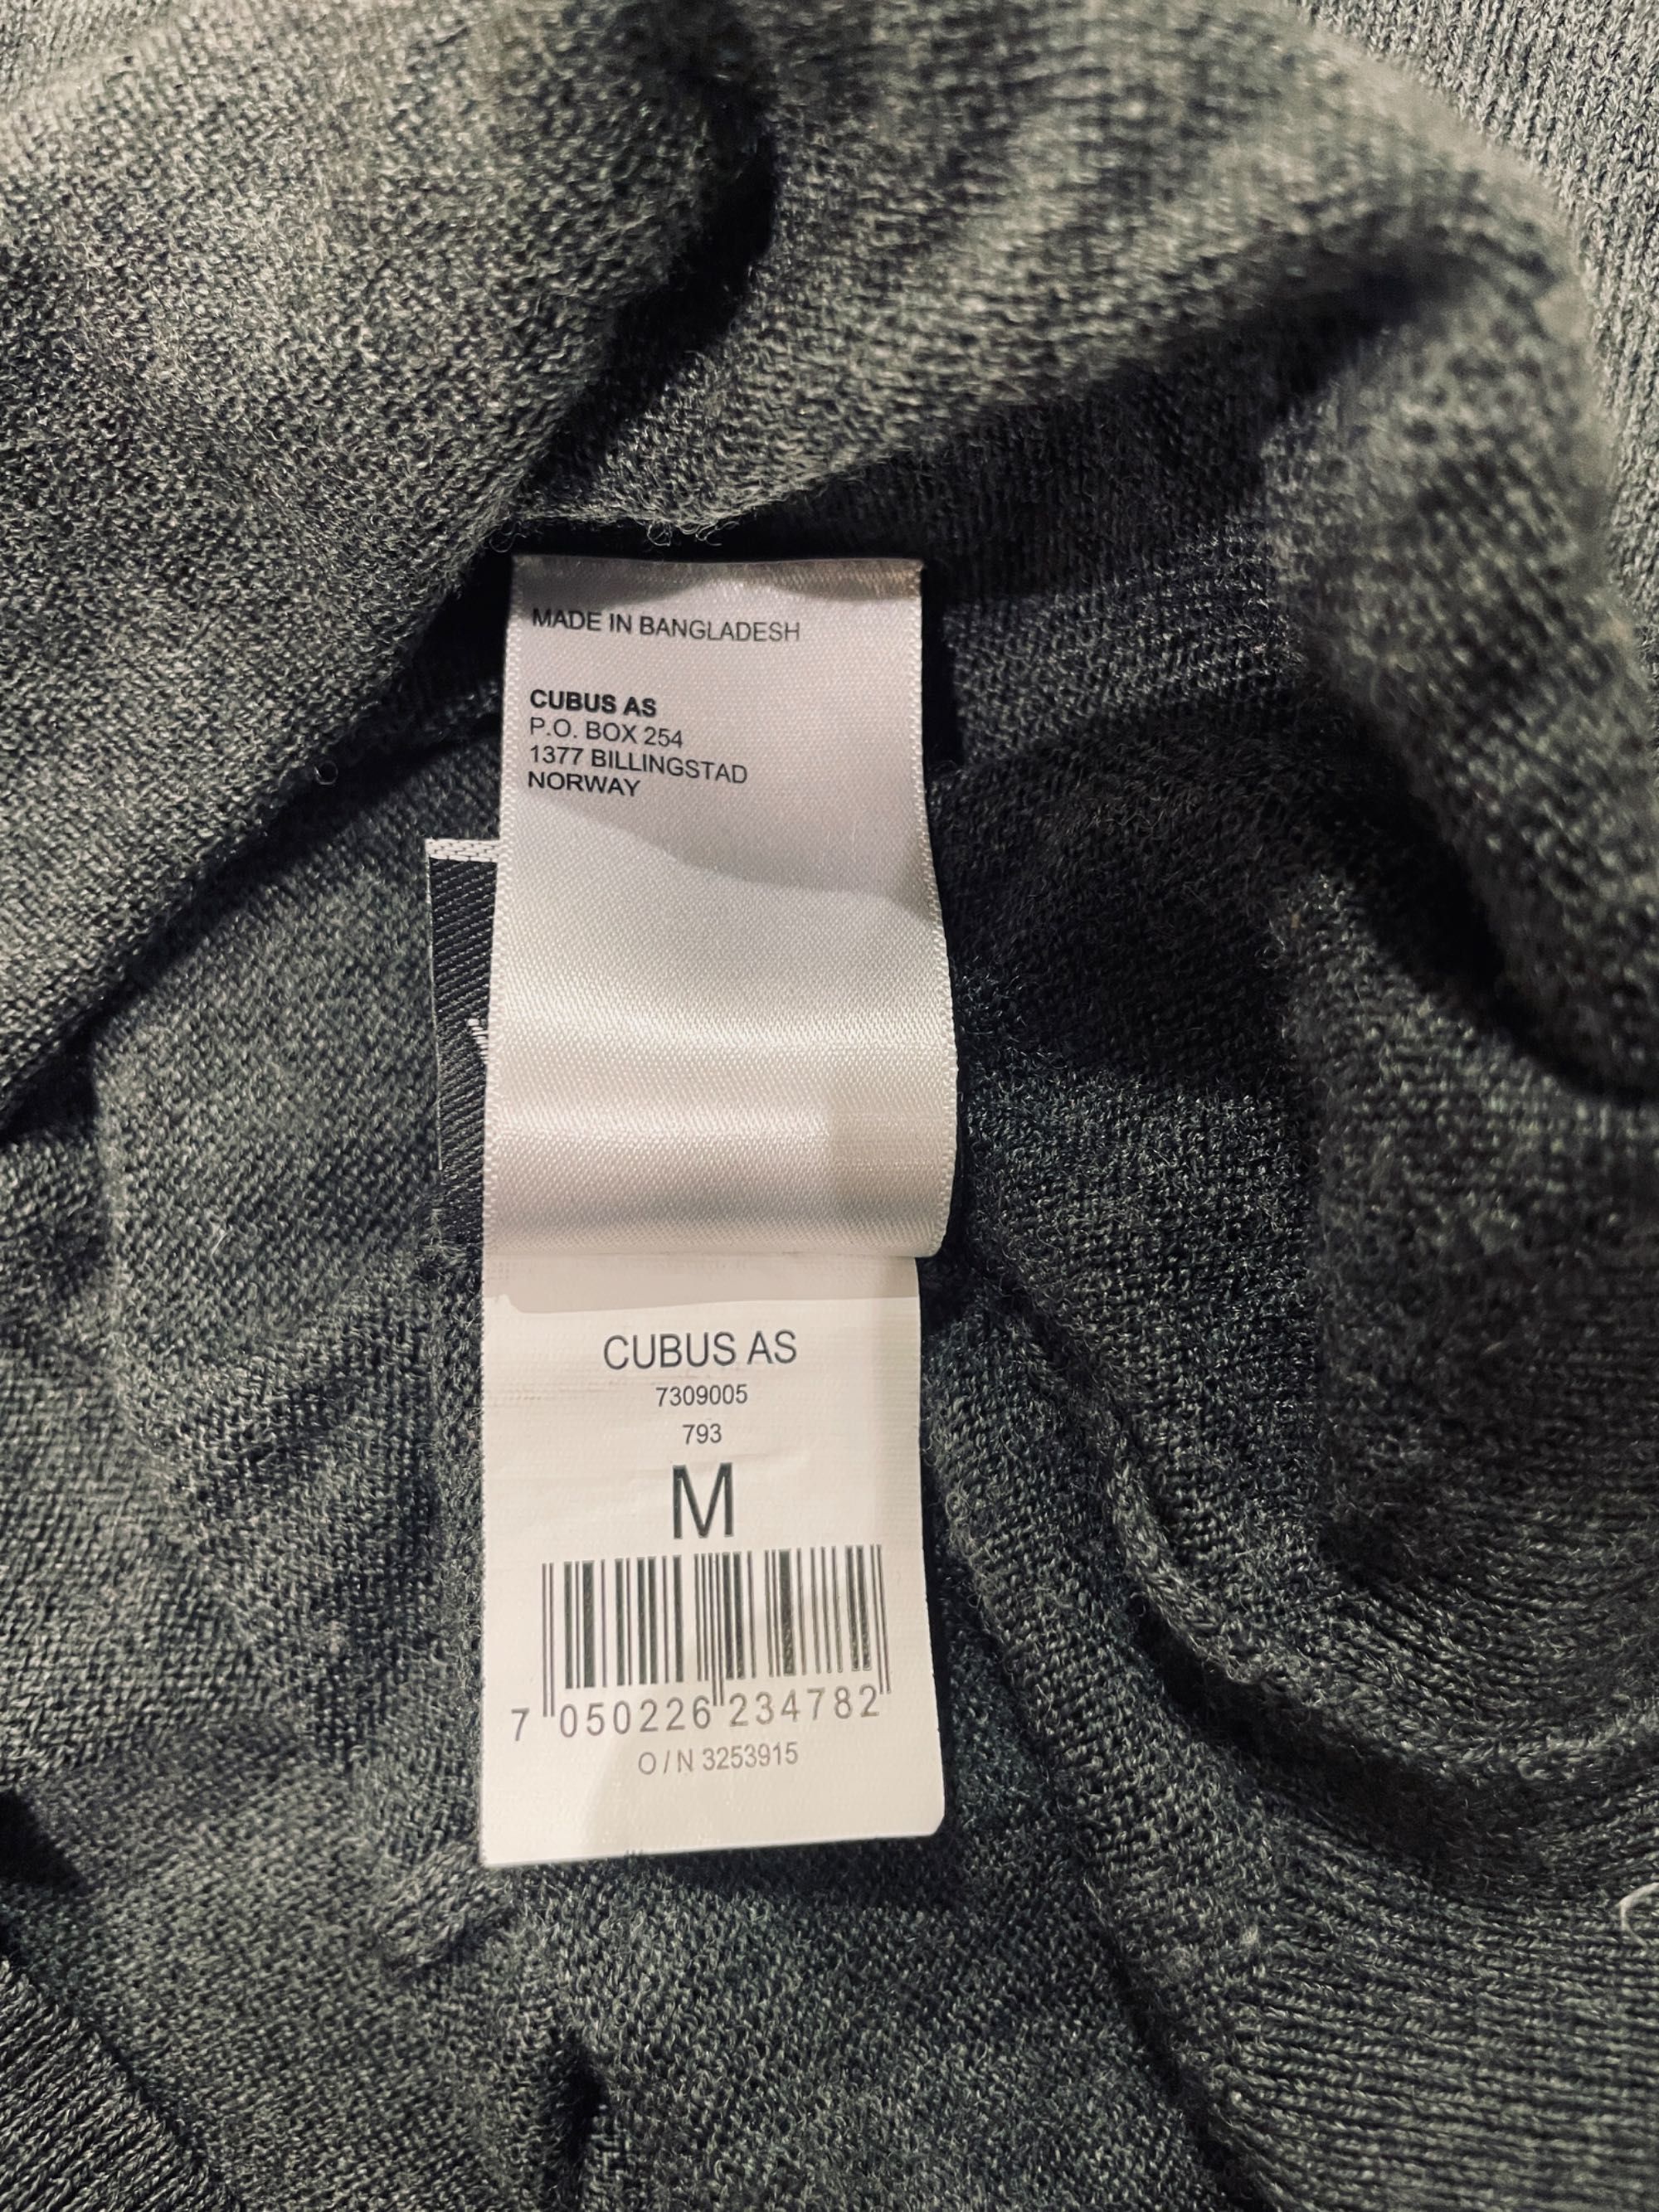 MADE IN BANGLADESH
CUBUS AS
P.O. BOX 254
1377 BILLINGSTAD
NORWAY
CUBUS AS
7309005
793
M
7 050226 234782
O / N 3253915